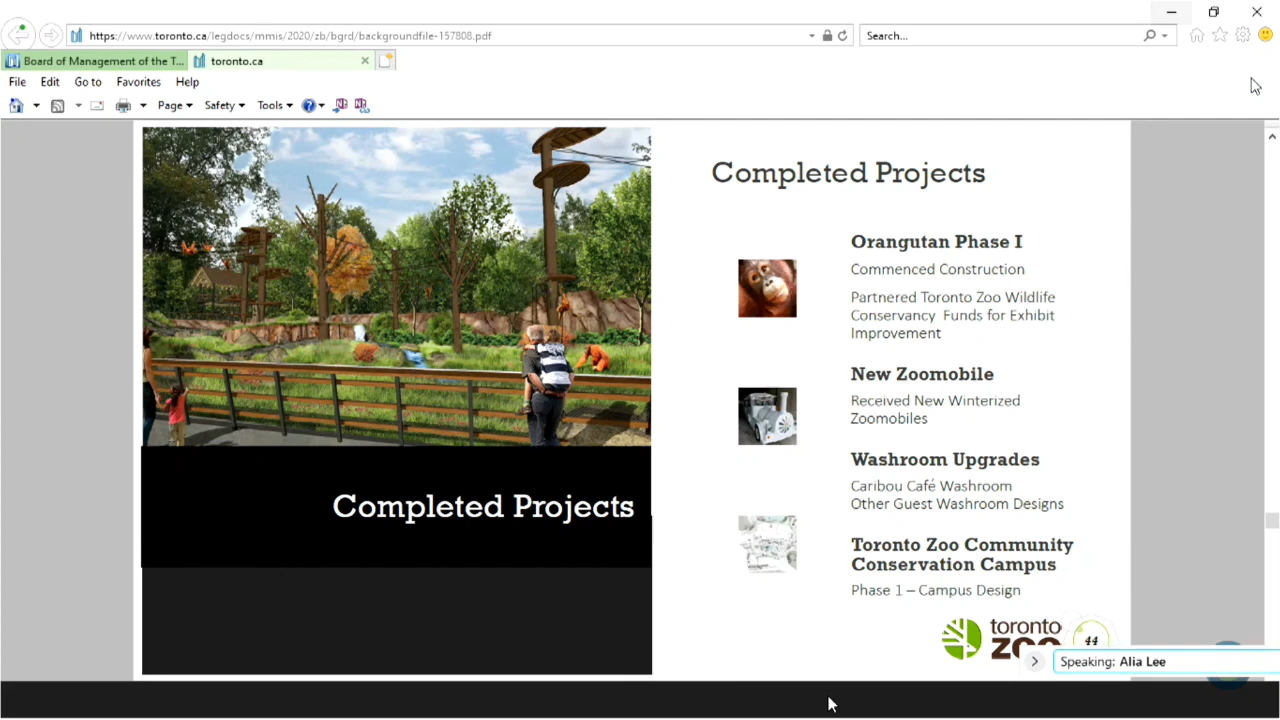 https://www.toronto.ca/legdocs/mmis/2020/zb/bgrd/backgroundfile-157808.pdf
Search...
Board of Management of the T...
toronto.ca
File Edit Go to Favorites Help
Page Safety Tools
Completed Projects
Completed Projects
Orangutan Phase I
Commenced Construction
Partnered Toronto Zoo Wildlife
Conservancy Funds for Exhibit
Improvement
New Zoomobile
Received New Winterized
Zoomobiles
Washroom Upgrades
Caribou Café Washroom
Other Guest Washroom Designs
Toronto Zoo Community
Conservation Campus
Phase 1 – Campus Design
toronto
zoo
44
Speaking: Alia Lee